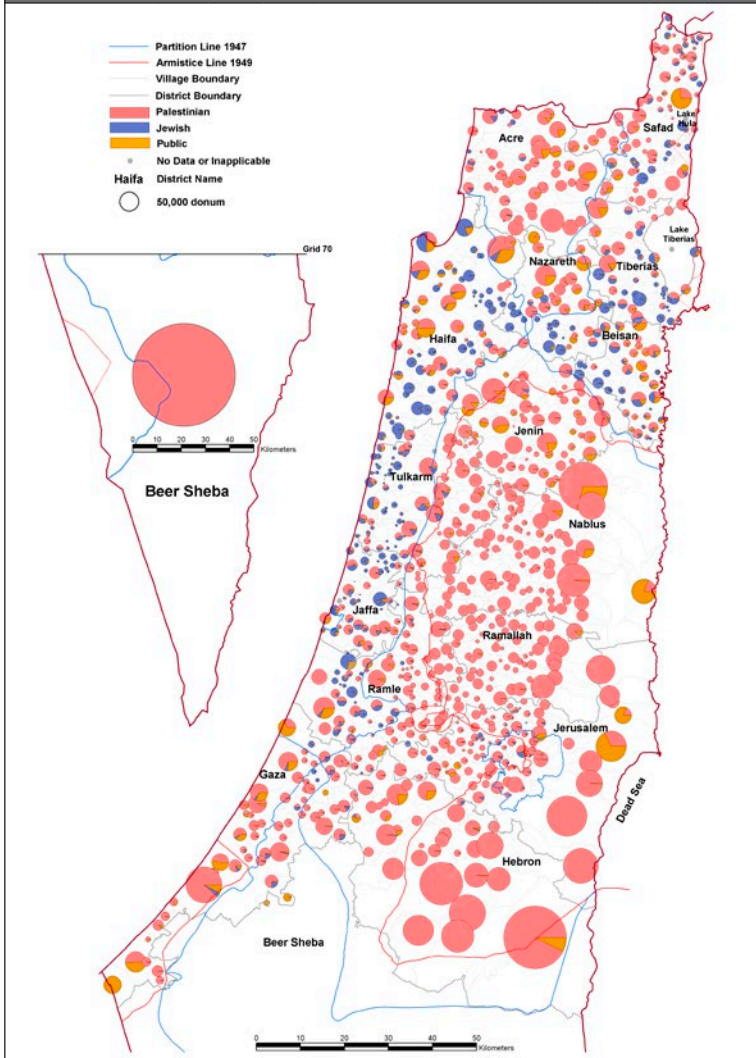 Partition Line 1947
Armistice Line 1949
Village Boundary
District Boundary
Palestinian
Jewish
Public
No Data or Inapplicable
Haifa District Name
50,000 donum
Grid 70
0 10 20 30 40 50
Kilometers
Beer Sheba
Acre
Safad
Lake
Hula
Lake
Tiberias
Nazareth
Tiberias
Haifa
Beisan
Jenin
Tulkarm
Nablus
Jaffa
Ramallah
Ramle
Jerusalem
Gaza
Dead Sea
Hebron
Beer Sheba
0 10 20 30 40 50
Kilometers